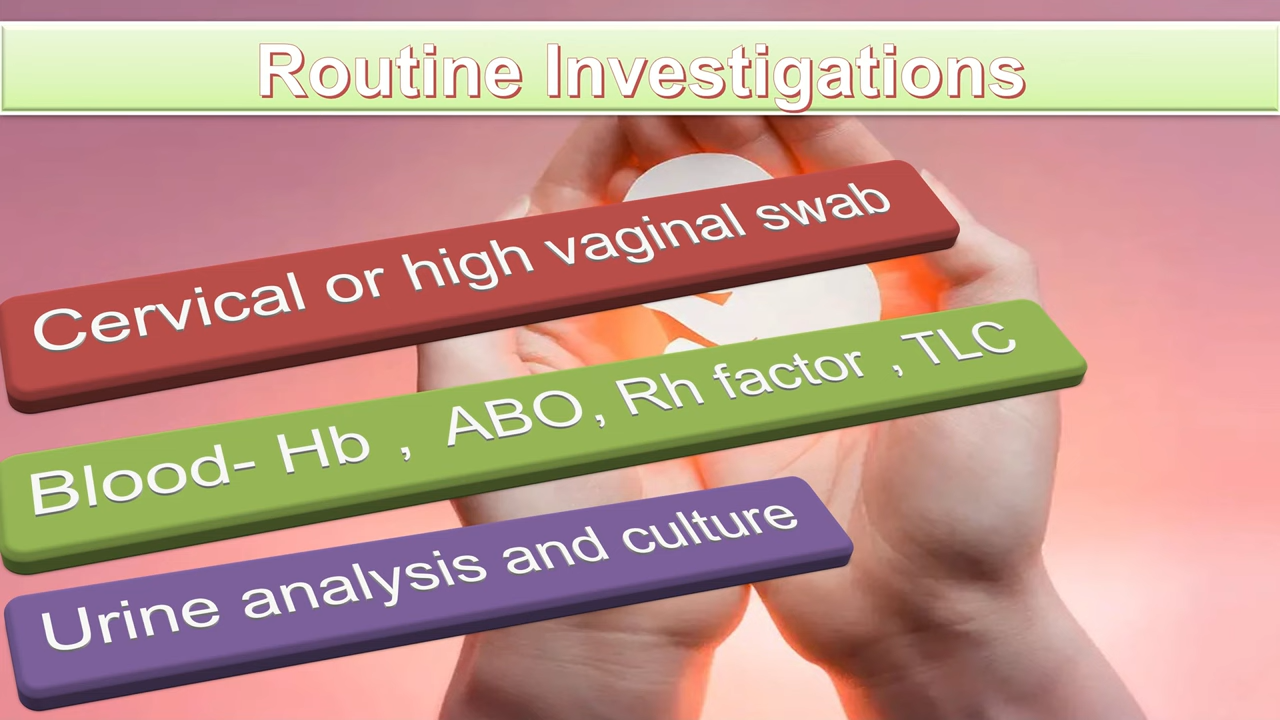 Routine Investigations
Cervical or high vaginal swab
Blood- Hb , ABO, Rh factor , TLC
Urine analysis and culture